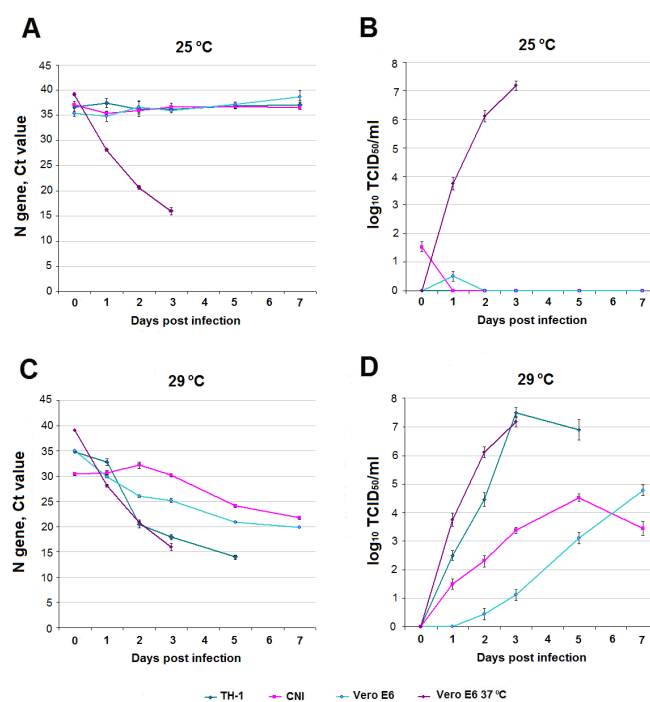 A
25 ºC
N gene, Ct value
45
40
35
30
25
20
15
10
5
0
0 1 2 3 5 6 7
Days post infection
B
25 ºC
log₁₀ TCID₅₀/ml
8
7
6
5
4
3
2
1
0
0 1 2 3 5 6 7
Days post infection
C
29 ºC
N gene, Ct value
45
40
35
30
25
20
15
10
5
0
0 1 2 3 5 6 7
Days post infection
D
29 ºC
log₁₀ TCID₅₀/ml
8
7
6
5
4
3
2
1
0
0 1 2 3 5 6 7
Days post infection
TH-1 CNI Vero E6 Vero E6 37 ºC